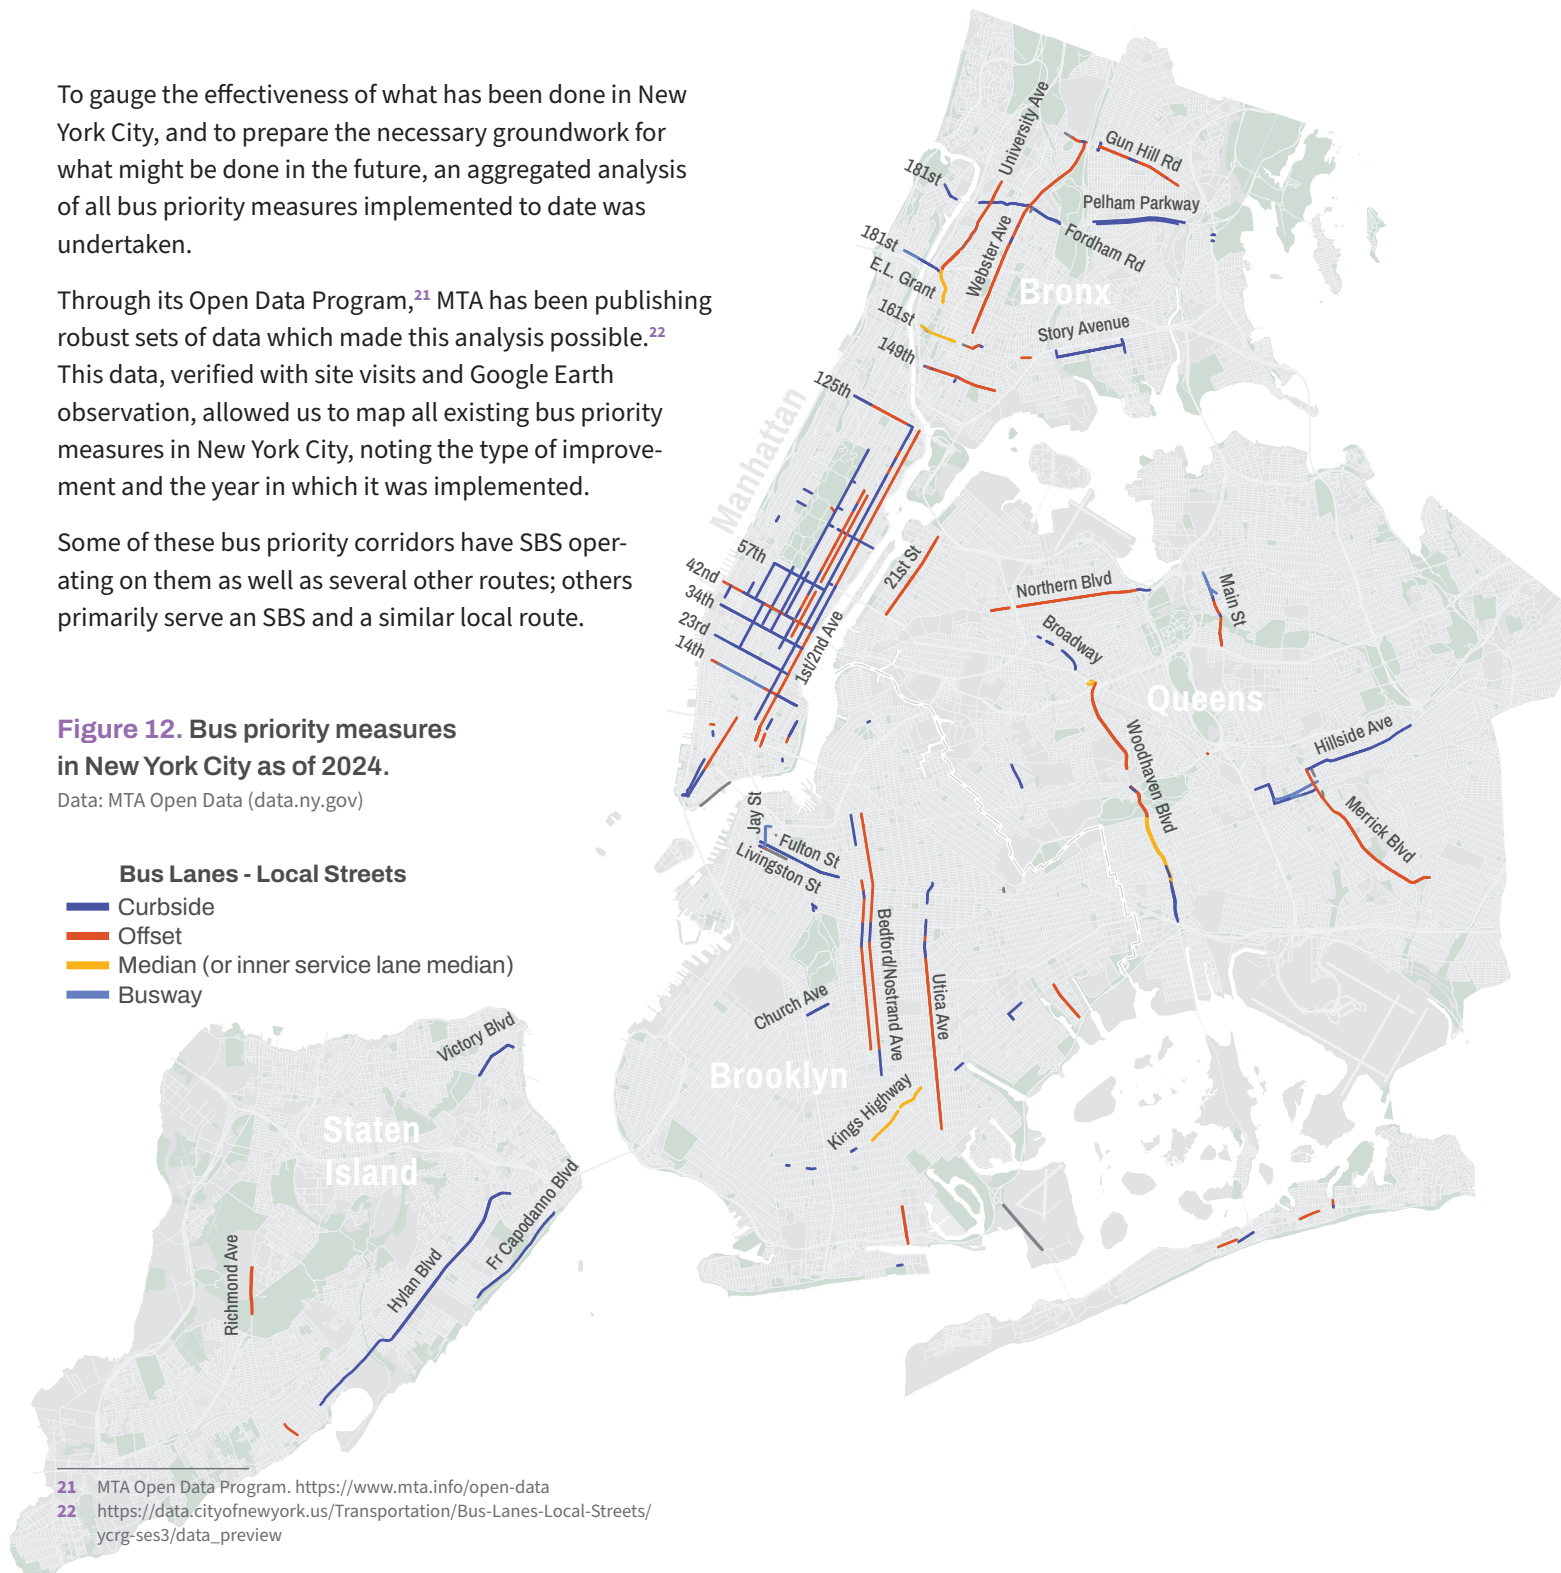 To gauge the effectiveness of what has been done in New
York City, and to prepare the necessary groundwork for
what might be done in the future, an aggregated analysis
of all bus priority measures implemented to date was
undertaken.
Through its Open Data Program,21 MTA has been publishing
robust sets of data which made this analysis possible.22
This data, verified with site visits and Google Earth
observation, allowed us to map all existing bus priority
measures in New York City, noting the type of improve-
ment and the year in which it was implemented.
Some of these bus priority corridors have SBS oper-
ating on them as well as several other routes; others
primarily serve an SBS and a similar local route.
Figure 12. Bus priority measures
in New York City as of 2024.
Data: MTA Open Data (data.ny.gov)
Bus Lanes - Local Streets
Curbside
Offset
Median (or inner service lane median)
Busway
University Ave
Gun Hill Rd
181st
Pelham Parkway
181st
Fordham Rd
E.L. Grant
Webster Ave
Bronx
161st
Story Avenue
149th
125th
Manhattan
57th
42nd
34th
23rd
14th
1st/2nd Ave
21st St
Northern Blvd
Main St
Broadway
Queens
Woodhaven Blvd
Hillside Ave
Merrick Blvd
Jay St
Fulton St
Livingston St
Bedford/Nostrand Ave
Utica Ave
Church Ave
Brooklyn
Kings Highway
Victory Blvd
Staten
Island
Fr Capodanno Blvd
Hylan Blvd
Richmond Ave
21 MTA Open Data Program. https://www.mta.info/open-data
22 https://data.cityofnewyork.us/Transportation/Bus-Lanes-Local-Streets/
ycrg-ses3/data_preview